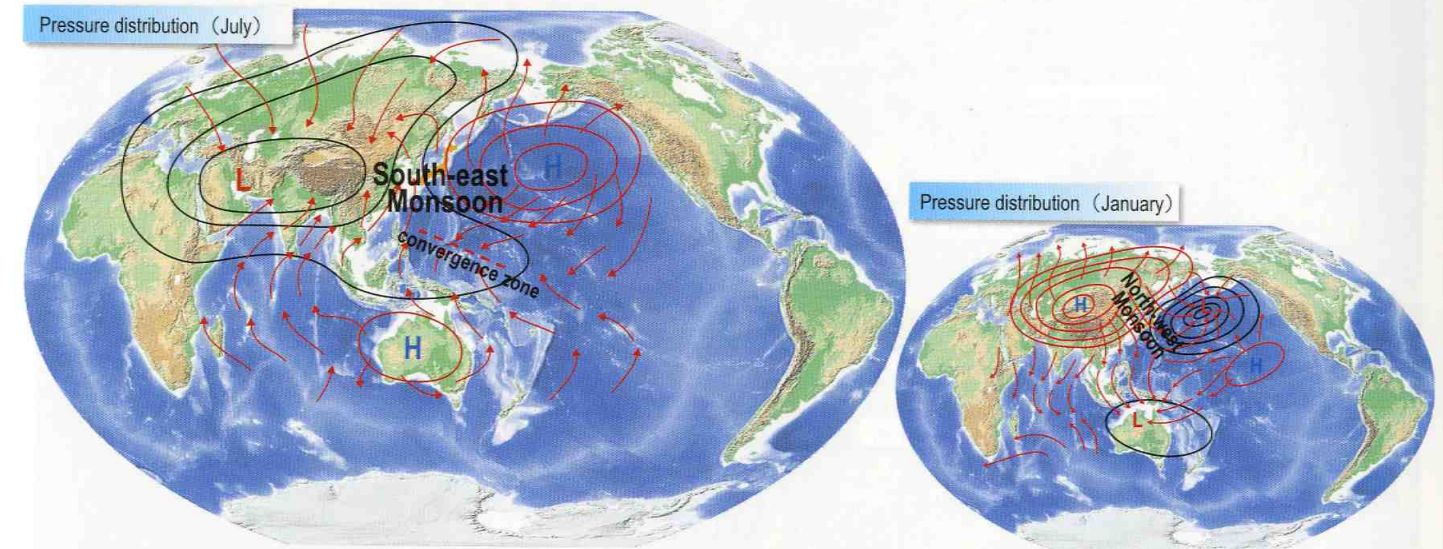 Pressure distribution (July)
L
H
South-east
Monsoon
convergence zone
H
Pressure distribution (January)
H
North-west
Monsoon
H
L